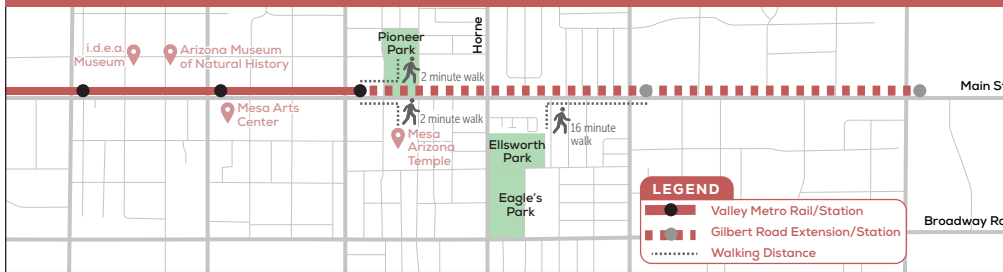 i.d.e.a.
Museum
Arizona Museum
of Natural History
Pioneer
Park
Horne
2 minute walk
Main St
Mesa Arts
Center
2 minute walk
Mesa
Arizona
Temple
16 minute
walk
Ellsworth
Park
Eagle's
Park
Broadway Ro
LEGEND
Valley Metro Rail/Station
Gilbert Road Extension/Station
Walking Distance